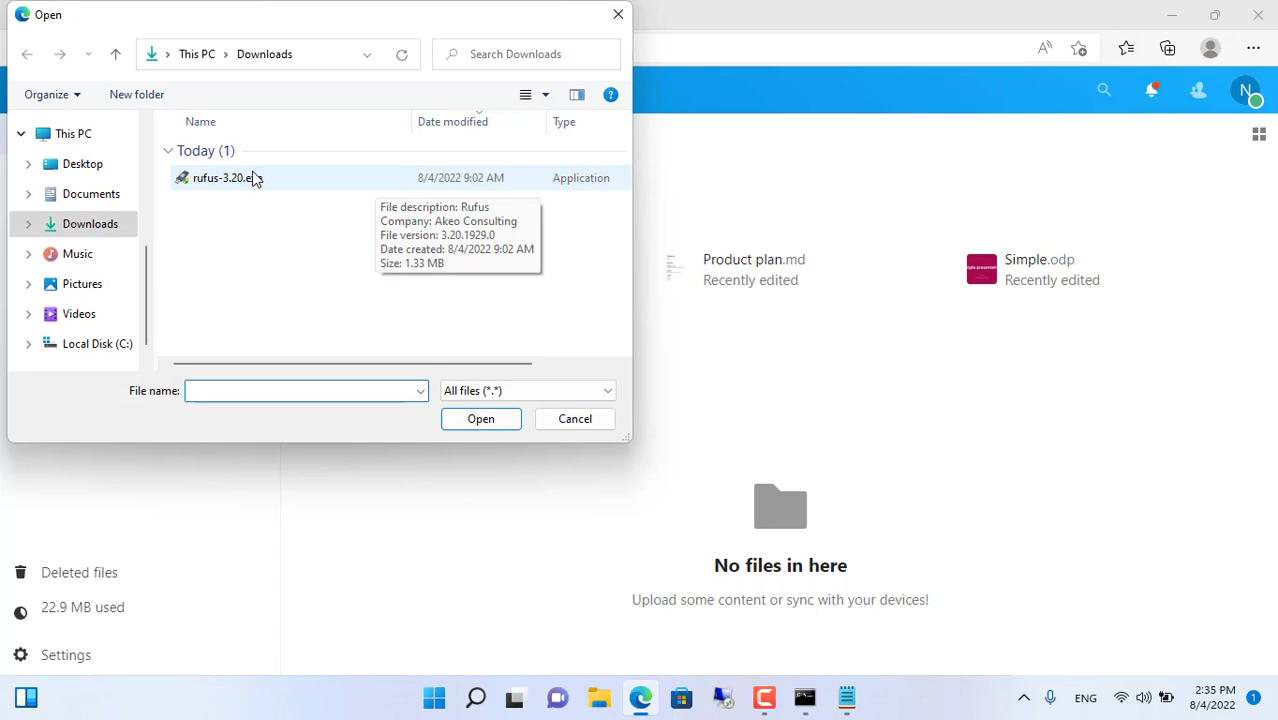 Open
This PC
Downloads
Search Downloads
Organize
New folder
Name
Date modified
Type
This PC
Desktop
Documents
Downloads
Music
Pictures
Videos
Local Disk (C:)
Today (1)
rufus-3.20.exe
8/4/2022 9:02 AM
Application
File description: Rufus
Company: Akeo Consulting
File version: 3.20.1929.0
Date created: 8/4/2022 9:02 AM
Size: 1.33 MB
File name:
All files (*.*)
Open
Cancel
N
Product plan.md
Recently edited
Simple.odp
Recently edited
No files in here
Upload some content or sync with your devices!
Deleted files
22.9 MB used
Settings
ENG
2:35 PM
8/4/2022
1